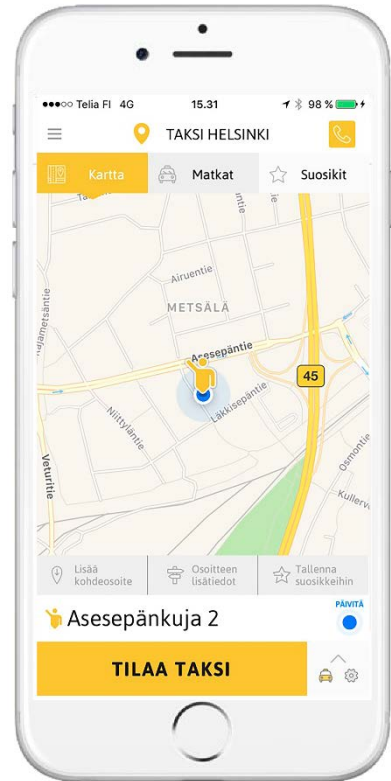 Telia FI 4G 15.31 98 %
TAKSI HELSINKI
Kartta Matkat Suosikit
Airuentie
METSÄLÄ
Asesepäntie
45
Läkkisepäntie
Niittyläntie
Veturitie
Osmontie
Lisää kohdeosoite
Osoitteen lisätiedot
Tallenna suosikkeihin
Asesepänkuja 2
PÄIVITÄ
TILAA TAKSI